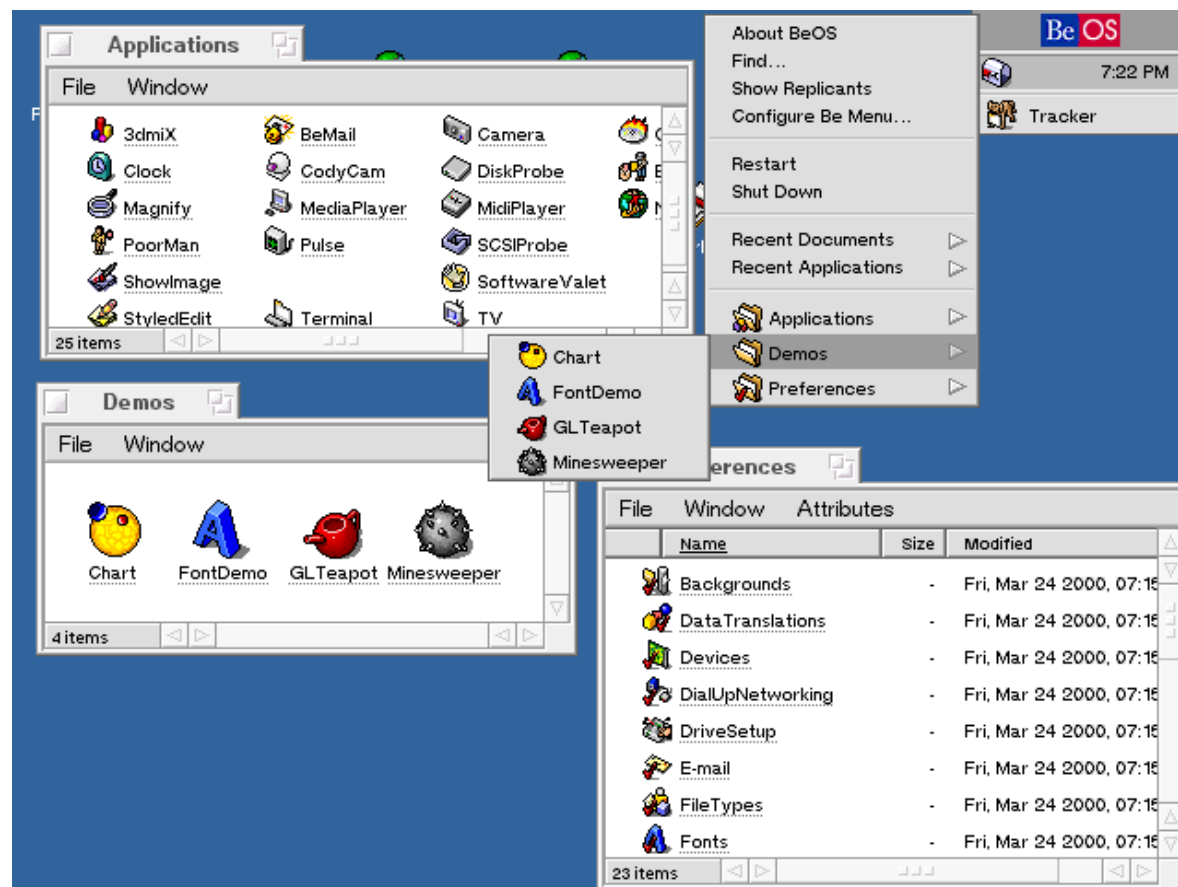 Applications
File Window
3dmiX BeMail Camera
Clock CodyCam DiskProbe
Magnify MediaPlayer MidiPlayer
PoorMan Pulse SCSIProbe
ShowImage SoftwareValet
StyledEdit Terminal TV
25 items
About BeOS
Find...
Show Replicants
Configure Be Menu...
Restart
Shut Down
Recent Documents
Recent Applications
Applications
Demos
Preferences
Be OS
7:22 PM
Tracker
Chart
FontDemo
GLTeapot
Minesweeper
Demos
File Window
Chart FontDemo GLTeapot Minesweeper
4 items
erences
File Window Attributes
Name Size Modified
Backgrounds - Fri, Mar 24 2000, 07:15
DataTranslations - Fri, Mar 24 2000, 07:15
Devices - Fri, Mar 24 2000, 07:15
DialUpNetworking - Fri, Mar 24 2000, 07:15
DriveSetup - Fri, Mar 24 2000, 07:15
E-mail - Fri, Mar 24 2000, 07:15
FileTypes - Fri, Mar 24 2000, 07:15
Fonts - Fri, Mar 24 2000, 07:15
23 items